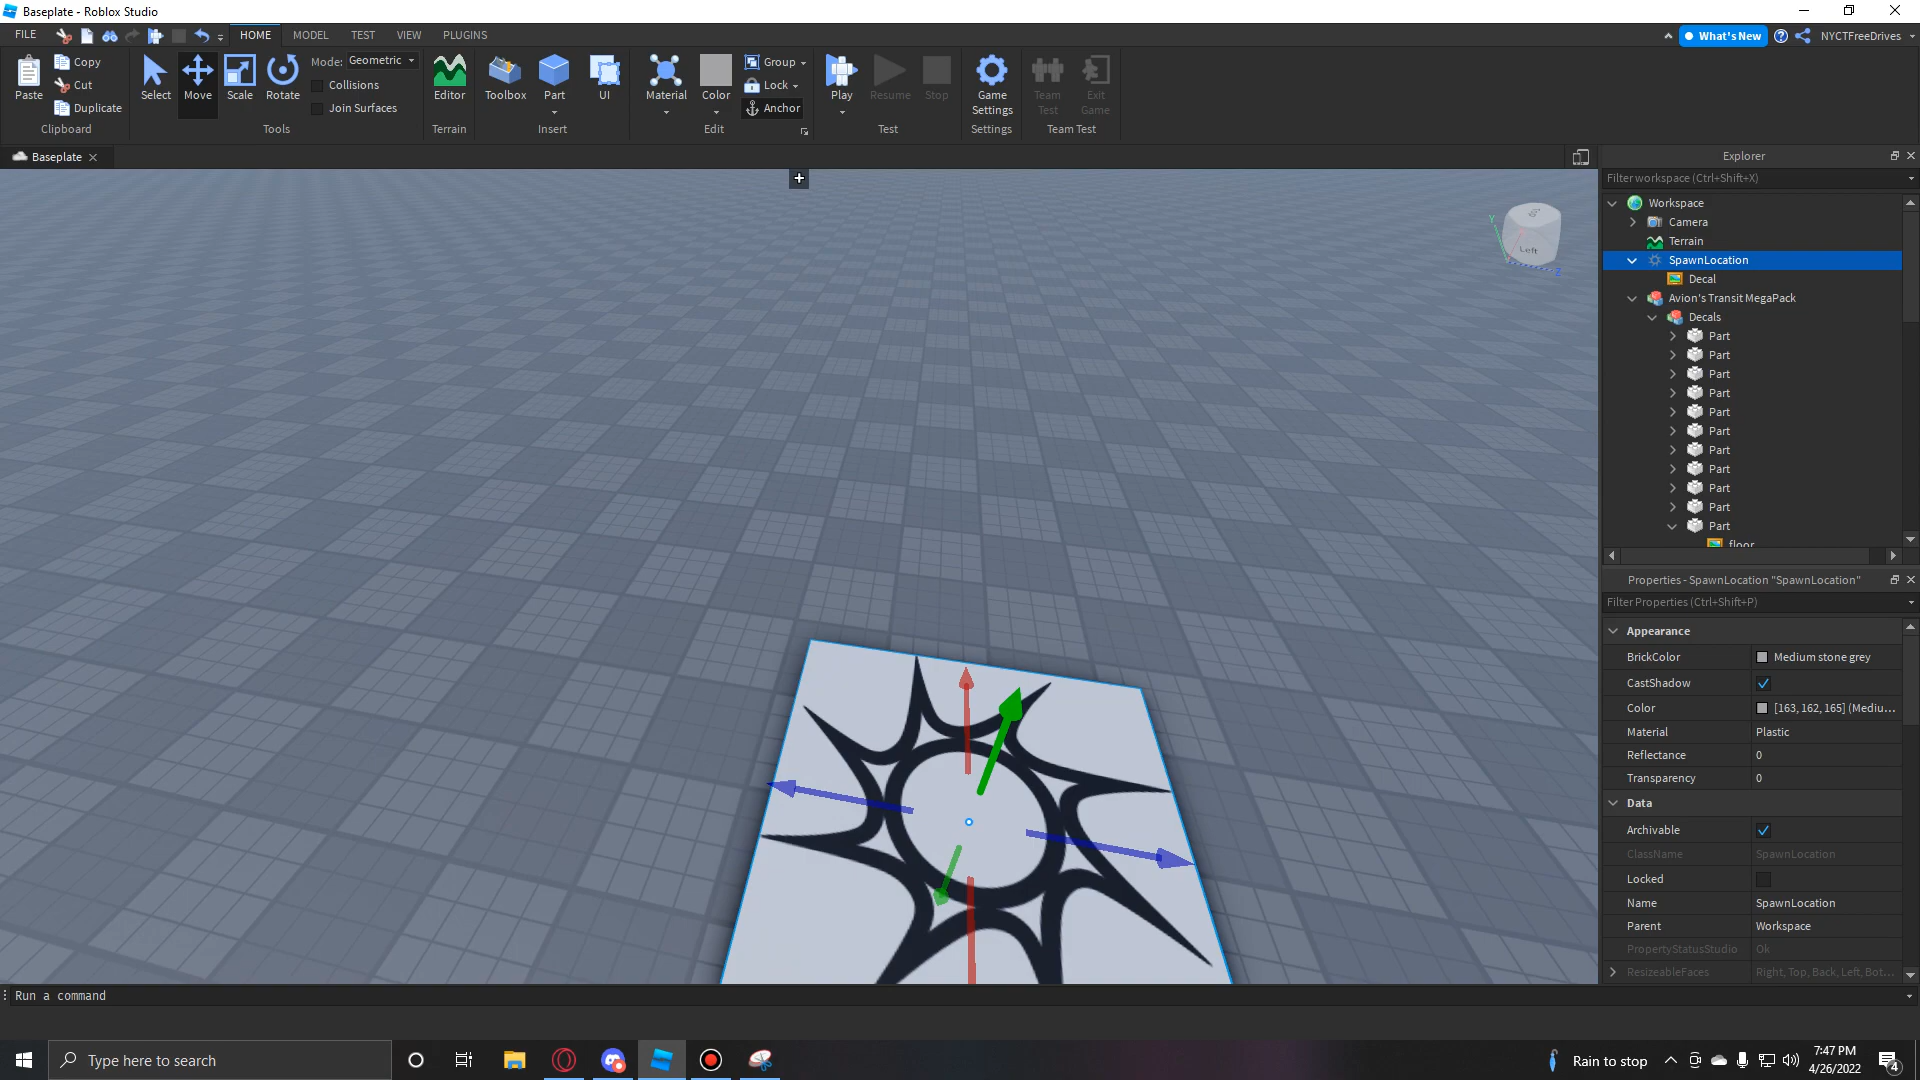 Baseplate - Roblox Studio
FILE HOME MODEL TEST VIEW PLUGINS What's New NYCTFreeDrives
Paste Copy Cut Duplicate Clipboard
Select Move Scale Rotate Mode: Geometric Collisions Join Surfaces Tools
Editor Terrain
Toolbox Part UI Insert
Material Color Group Lock Anchor Edit
Play Resume Stop Test
Game Settings Settings
Team Test Exit Game Team Test
Baseplate
Left
Y
Z
Explorer
Filter workspace (Ctrl+Shift+X)
Workspace
Camera
Terrain
SpawnLocation
Decal
Avion's Transit MegaPack
Decals
Part
Part
Part
Part
Part
Part
Part
Part
Part
Part
Part
floor
Properties - SpawnLocation "SpawnLocation"
Filter Properties (Ctrl+Shift+P)
Appearance
BrickColor Medium stone grey
CastShadow
Color [163, 162, 165] (Mediu...
Material Plastic
Reflectance 0
Transparency 0
Data
Archivable
ClassName SpawnLocation
Locked
Name SpawnLocation
Parent Workspace
PropertyStatusStudio Ok
ResizeableFaces Right, Top, Back, Left, Bot...
Run a command
Type here to search
Rain to stop
7:47 PM
4/26/2022
4